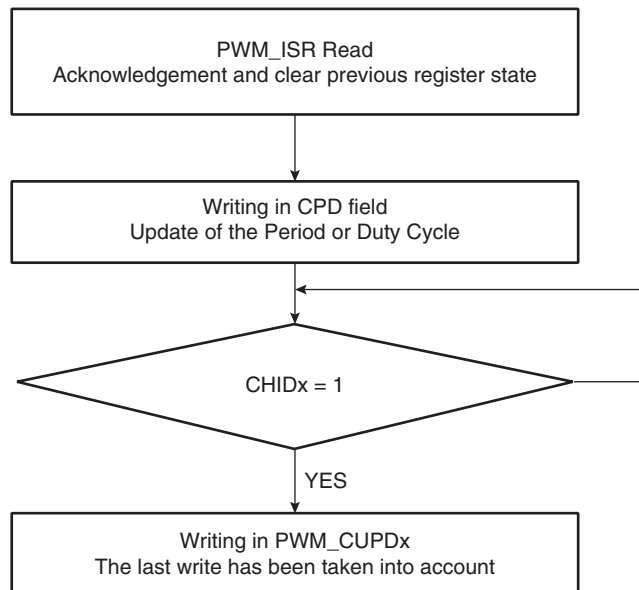 PWM_ISR Read
Acknowledgement and clear previous register state
Writing in CPD field
Update of the Period or Duty Cycle
CHIDx = 1
YES
Writing in PWM_CUPDx
The last write has been taken into account